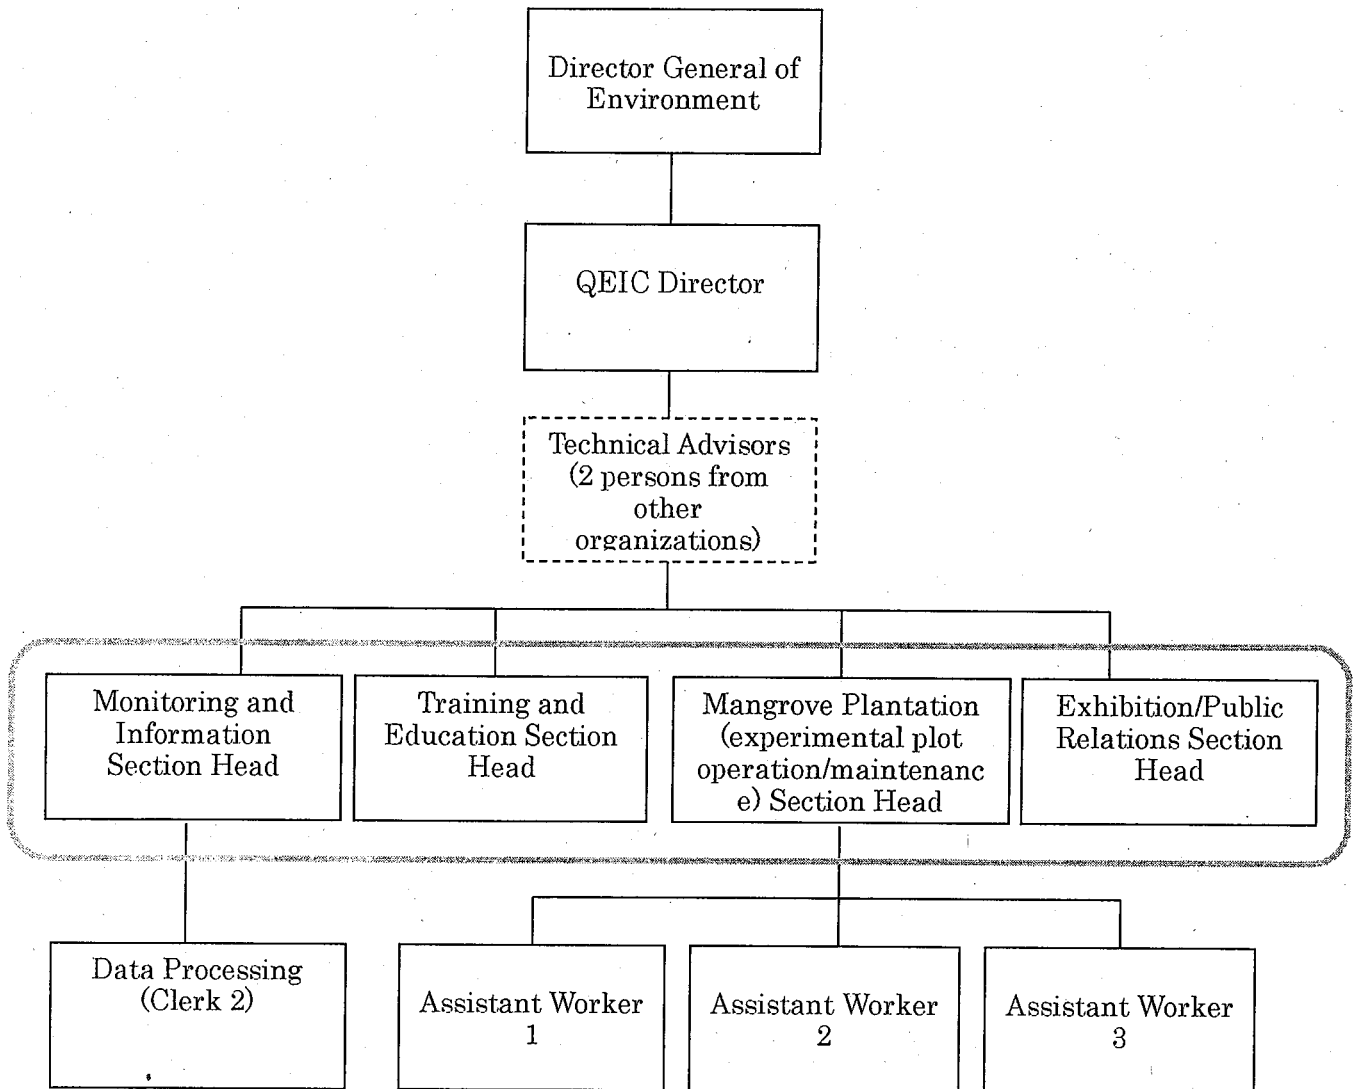 Director General of
Environment
QEIC Director
Technical Advisors
(2 persons from
other
organizations)
Monitoring and
Information
Section Head
Training and
Education Section
Head
Mangrove Plantation
(experimental plot
operation/maintenanc
e) Section Head
Exhibition/Public
Relations Section
Head
Data Processing
(Clerk 2)
Assistant Worker
1
Assistant Worker
2
Assistant Worker
3